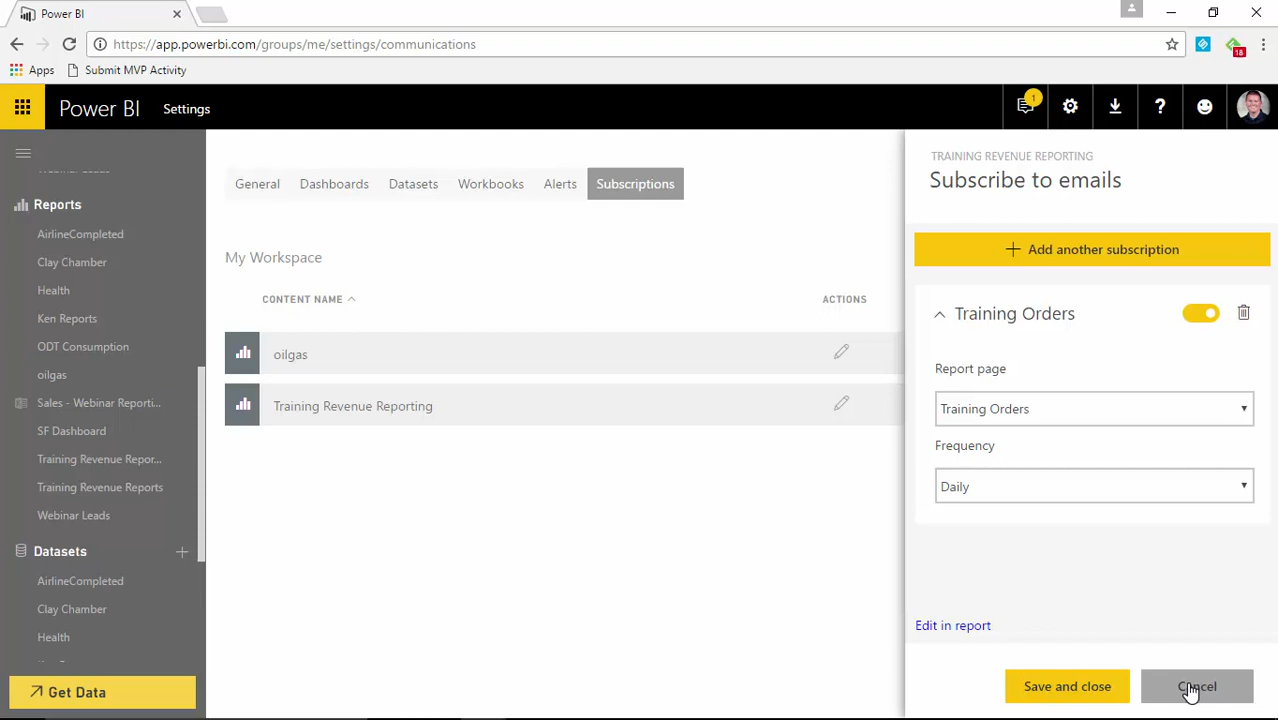 Power BI
https://app.powerbi.com/groups/me/settings/communications
18
Apps
Submit MVP Activity
Power BI
Settings
1
Reports
AirlineCompleted
Clay Chamber
Health
Ken Reports
ODT Consumption
oilgas
Sales - Webinar Reporti...
SF Dashboard
Training Revenue Repor...
Training Revenue Reports
Webinar Leads
Datasets
AirlineCompleted
Clay Chamber
Health
Get Data
General
Dashboards
Datasets
Workbooks
Alerts
Subscriptions
My Workspace
CONTENT NAME
ACTIONS
oilgas
Training Revenue Reporting
TRAINING REVENUE REPORTING
Subscribe to emails
Add another subscription
Training Orders
Report page
Training Orders
Frequency
Daily
Edit in report
Save and close
Cancel